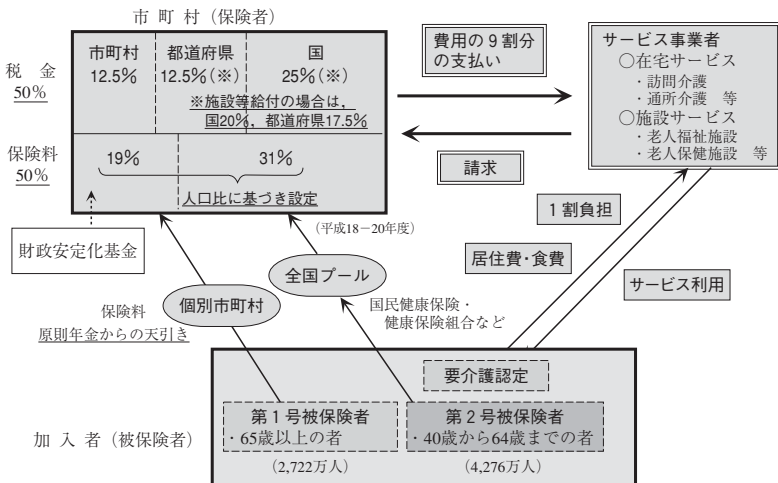 市 町 村（保険者）
市町村
12.5%
都道府県
12.5%(※)
国
25%(※)
※施設等給付の場合は，
国20%，都道府県17.5%
税　金
50%
保険料
50%
19%
31%
人口比に基づき設定
財政安定化基金
（平成18－20年度）
費用の９割分
の支払い
請求
サービス事業者
○在宅サービス
・訪問介護
・通所介護　等
○施設サービス
・老人福祉施設
・老人保健施設　等
１割負担
居住費・食費
サービス利用
全国プール
個別市町村
国民健康保険・
健康保険組合など
保険料
原則年金からの天引き
要介護認定
加 入 者（被保険者）
第１号被保険者
・65歳以上の者
（2,722万人）
第２号被保険者
・40歳から64歳までの者
（4,276万人）